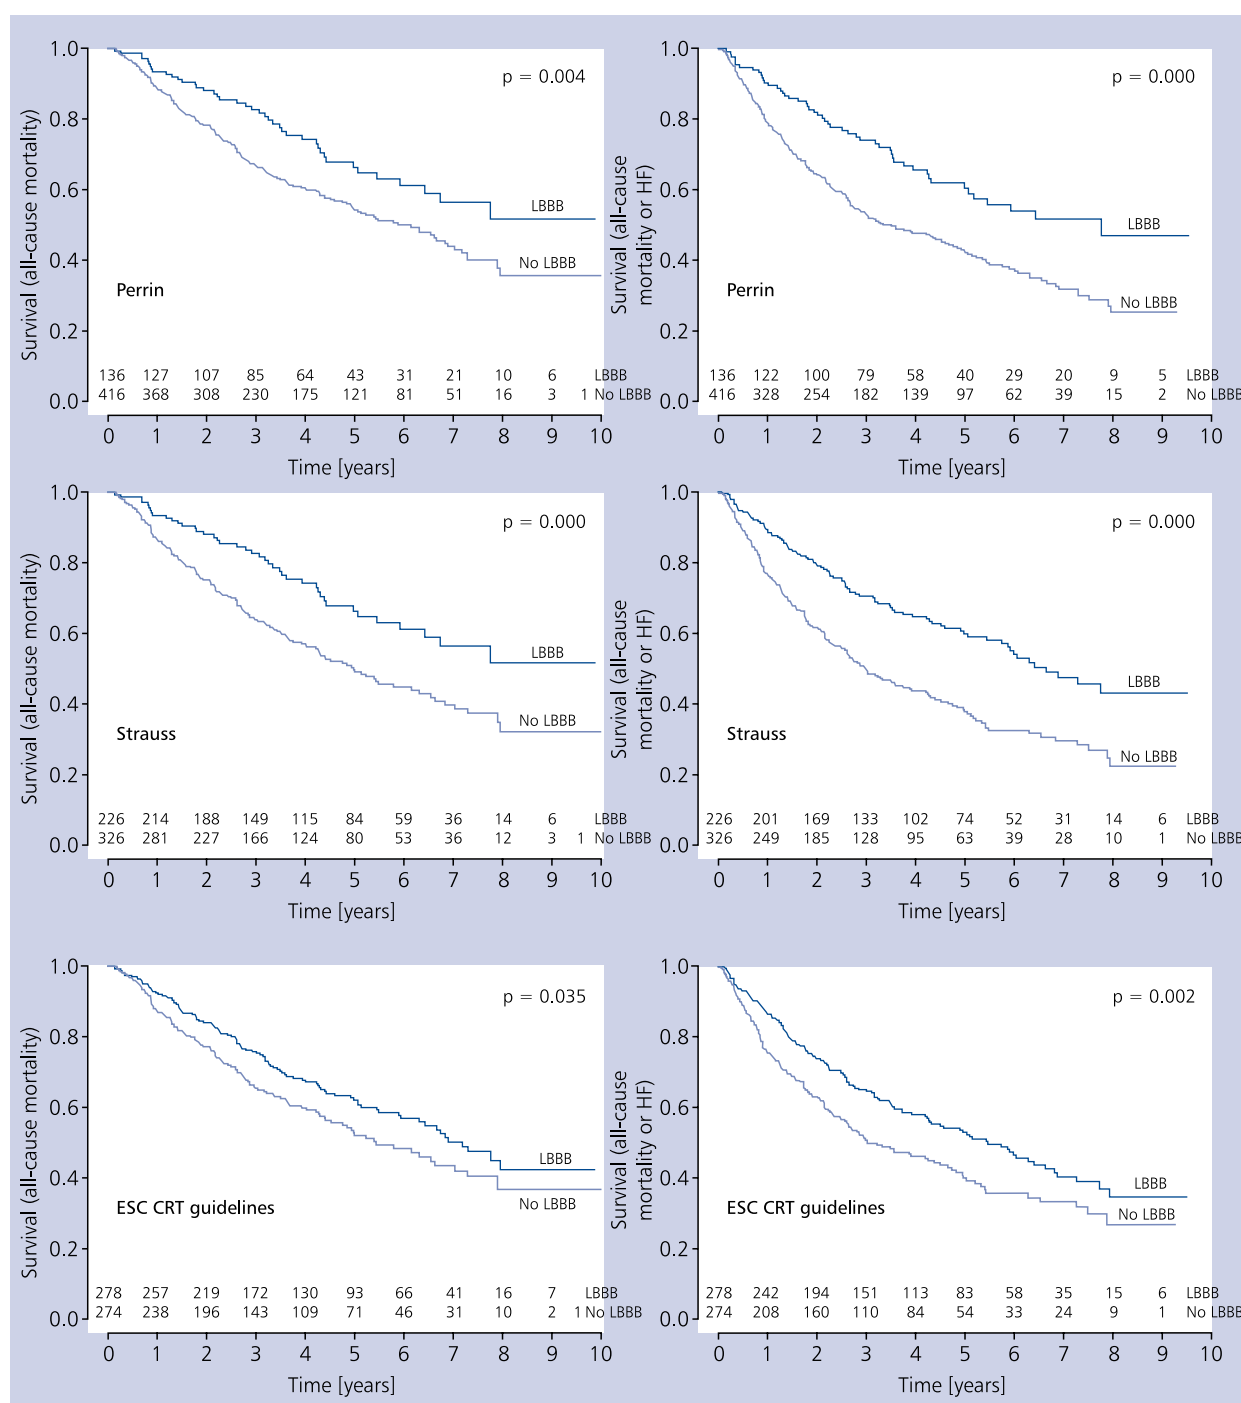 Survival (all-cause mortality)
1.0
0.8
0.6
0.4
0.2
0.0
p = 0.004
LBBB
No LBBB
Perrin
136 127 107 85 64 43 31 21 10 6 LBBB
416 368 308 230 175 121 81 51 16 3 1 No LBBB
0 1 2 3 4 5 6 7 8 9 10
Time [years]
Survival (all-cause
mortality or HF)
1.0
0.8
0.6
0.4
0.2
0.0
p = 0.000
LBBB
No LBBB
Perrin
136 122 100 79 58 40 29 20 9 5 LBBB
416 328 254 182 139 97 62 39 15 2 No LBBB
0 1 2 3 4 5 6 7 8 9 10
Time [years]
Survival (all-cause mortality)
1.0
0.8
0.6
0.4
0.2
0.0
p = 0.000
LBBB
No LBBB
Strauss
226 214 188 149 115 84 59 36 14 6 LBBB
326 281 227 166 124 80 53 36 12 3 1 No LBBB
0 1 2 3 4 5 6 7 8 9 10
Time [years]
Survival (all-cause
mortality or HF)
1.0
0.8
0.6
0.4
0.2
0.0
p = 0.000
LBBB
No LBBB
Strauss
226 201 169 133 102 74 52 31 14 6 LBBB
326 249 185 128 95 63 39 28 10 1 No LBBB
0 1 2 3 4 5 6 7 8 9 10
Time [years]
Survival (all-cause mortality)
1.0
0.8
0.6
0.4
0.2
0.0
p = 0.035
LBBB
No LBBB
ESC CRT guidelines
278 257 219 172 130 93 66 41 16 7 LBBB
274 238 196 143 109 71 46 31 10 2 1 No LBBB
0 1 2 3 4 5 6 7 8 9 10
Time [years]
Survival (all-cause
mortality or HF)
1.0
0.8
0.6
0.4
0.2
0.0
p = 0.002
LBBB
No LBBB
ESC CRT guidelines
278 242 194 151 113 83 58 35 15 6 LBBB
274 208 160 110 84 54 33 24 9 1 No LBBB
0 1 2 3 4 5 6 7 8 9 10
Time [years]